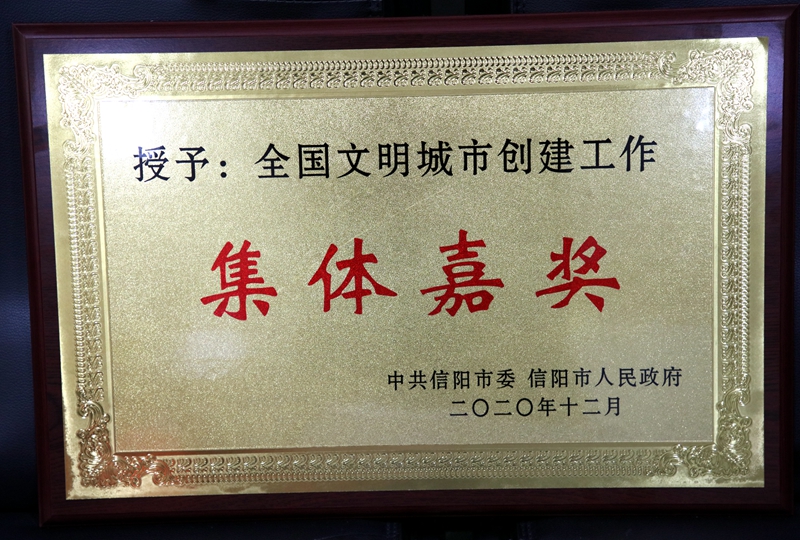 授予：全国文明城市创建工作
集体嘉奖
中共信阳市委 信阳市人民政府
二〇二〇年十二月